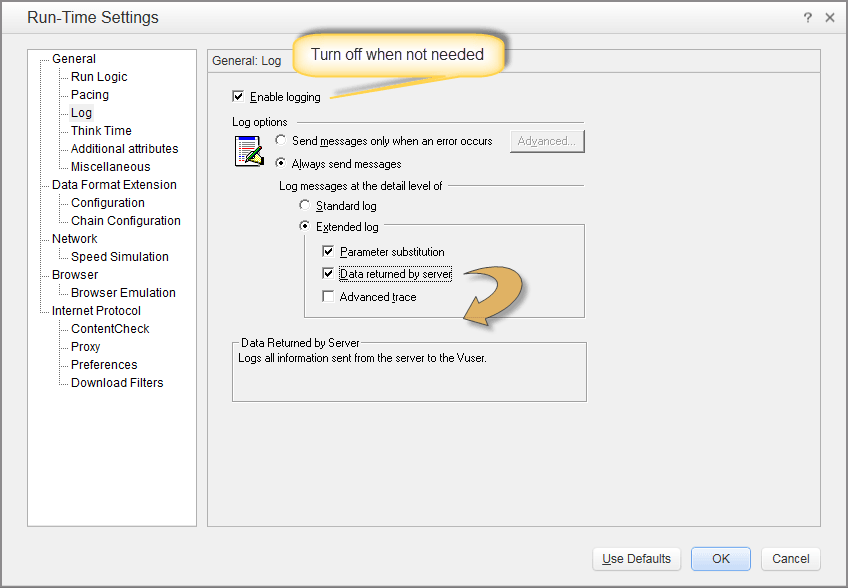 Run-Time Settings
? ×
General
Run Logic
Pacing
Log
Think Time
Additional attributes
Miscellaneous
Data Format Extension
Configuration
Chain Configuration
Network
Speed Simulation
Browser
Browser Emulation
Internet Protocol
ContentCheck
Proxy
Preferences
Download Filters
General: Log
Turn off when not needed
Enable logging
Log options
Send messages only when an error occurs
Advanced...
Always send messages
Log messages at the detail level of
Standard log
Extended log
Parameter substitution
Data returned by server
Advanced trace
Data Returned by Server
Logs all information sent from the server to the Vuser.
Use Defaults OK Cancel